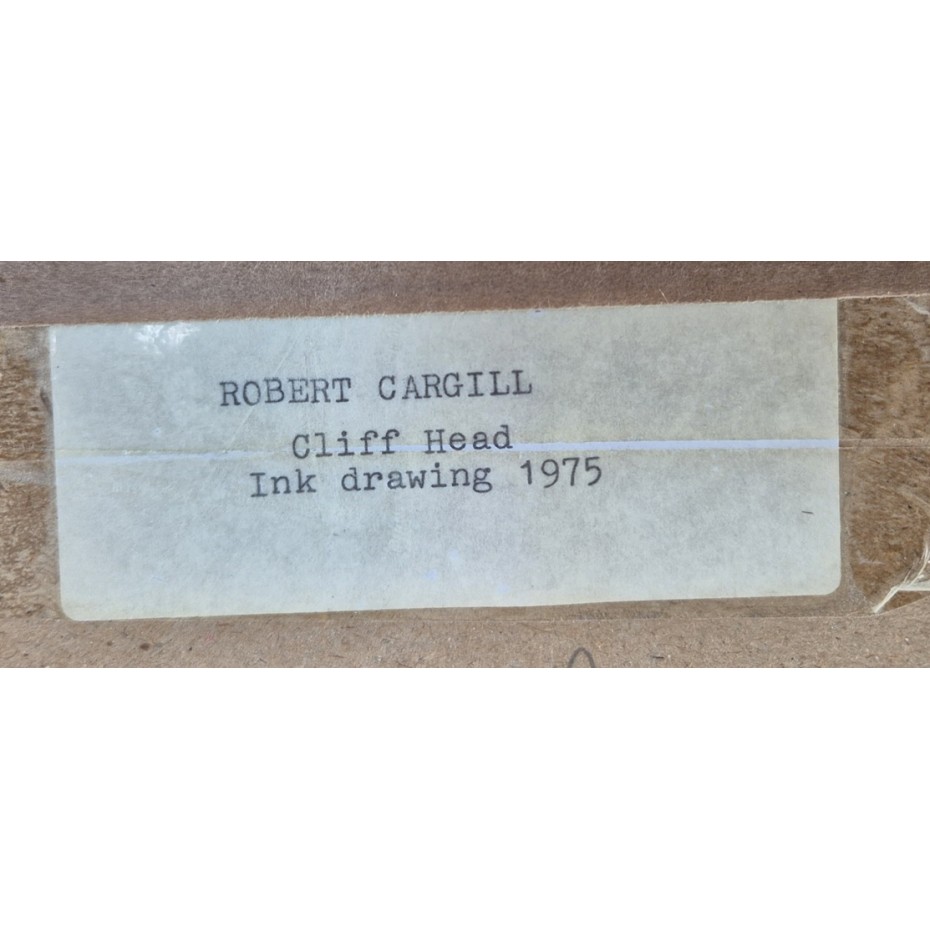 ROBERT CARGILL
Cliff Head
Ink drawing 1975